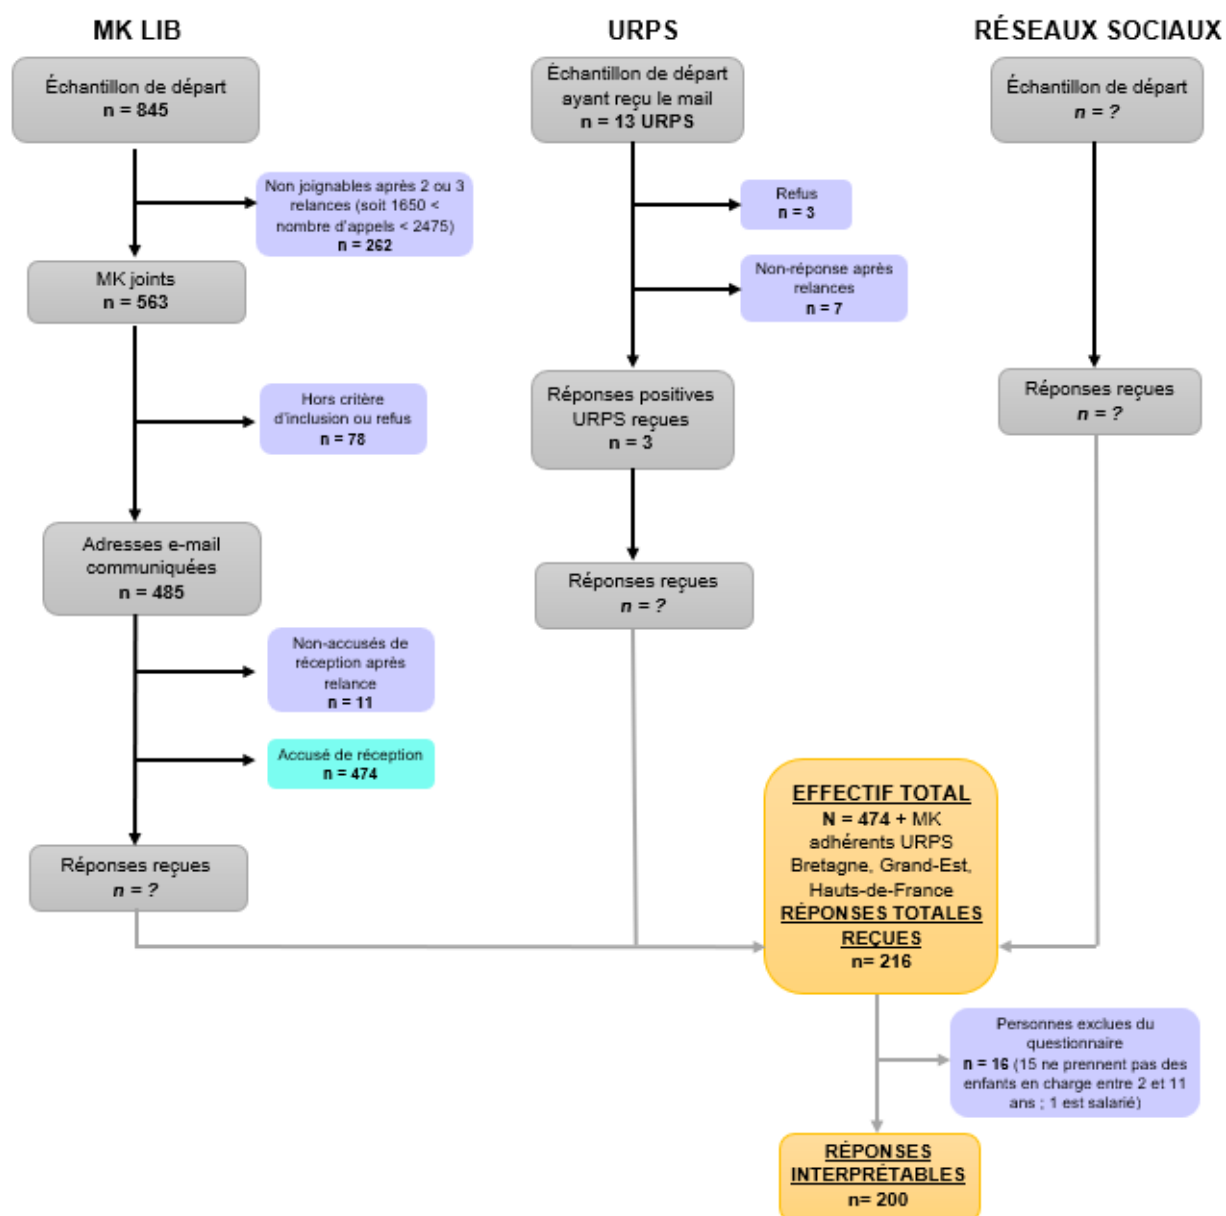 MK LIB
Échantillon de départ
n = 845
Non joignables après 2 ou 3
relances (soit 1650 <
nombre d'appels < 2475)
n = 262
MK joints
n = 563
Hors critère
d'inclusion ou refus
n = 78
Adresses e-mail
communiquées
n = 485
Non-accusés de
réception après
relance
n = 11
Accusé de réception
n = 474
Réponses reçues
n = ?
URPS
Échantillon de départ
ayant reçu le mail
n = 13 URPS
Refus
n = 3
Non-réponse après
relances
n = 7
Réponses positives
URPS reçues
n = 3
Réponses reçues
n = ?
RÉSEAUX SOCIAUX
Échantillon de départ
n = ?
Réponses reçues
n = ?
EFFECTIF TOTAL
N = 474 + MK
adhérents URPS
Bretagne, Grand-Est,
Hauts-de-France
RÉPONSES TOTALES
REÇUES
n= 216
Personnes exclues du
questionnaire
n = 16 (15 ne prennent pas des
enfants en charge entre 2 et 11
ans ; 1 est salarié)
RÉPONSES
INTERPRÉTABLES
n= 200